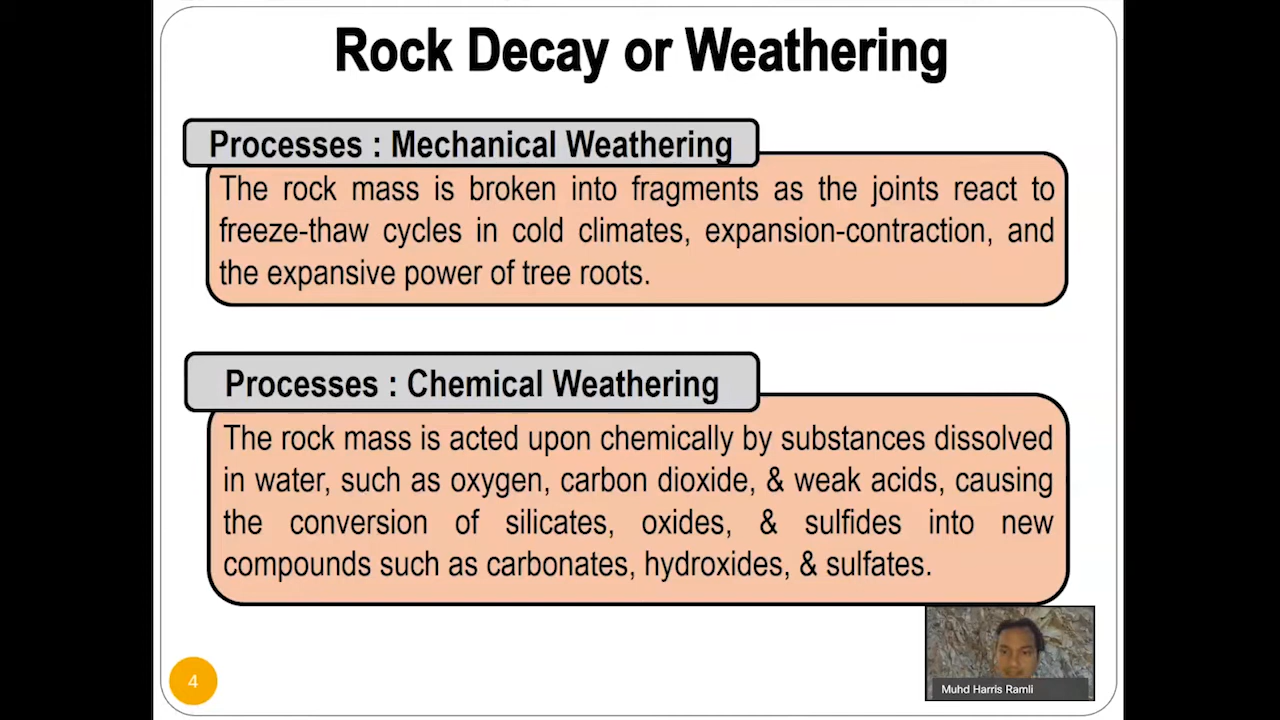 Rock Decay or Weathering
Processes : Mechanical Weathering
The rock mass is broken into fragments as the joints react to
freeze-thaw cycles in cold climates, expansion-contraction, and
the expansive power of tree roots.
Processes : Chemical Weathering
The rock mass is acted upon chemically by substances dissolved
in water, such as oxygen, carbon dioxide, & weak acids, causing
the conversion of silicates, oxides, & sulfides into new
compounds such as carbonates, hydroxides, & sulfates.
4
Muhd Harris Ramli